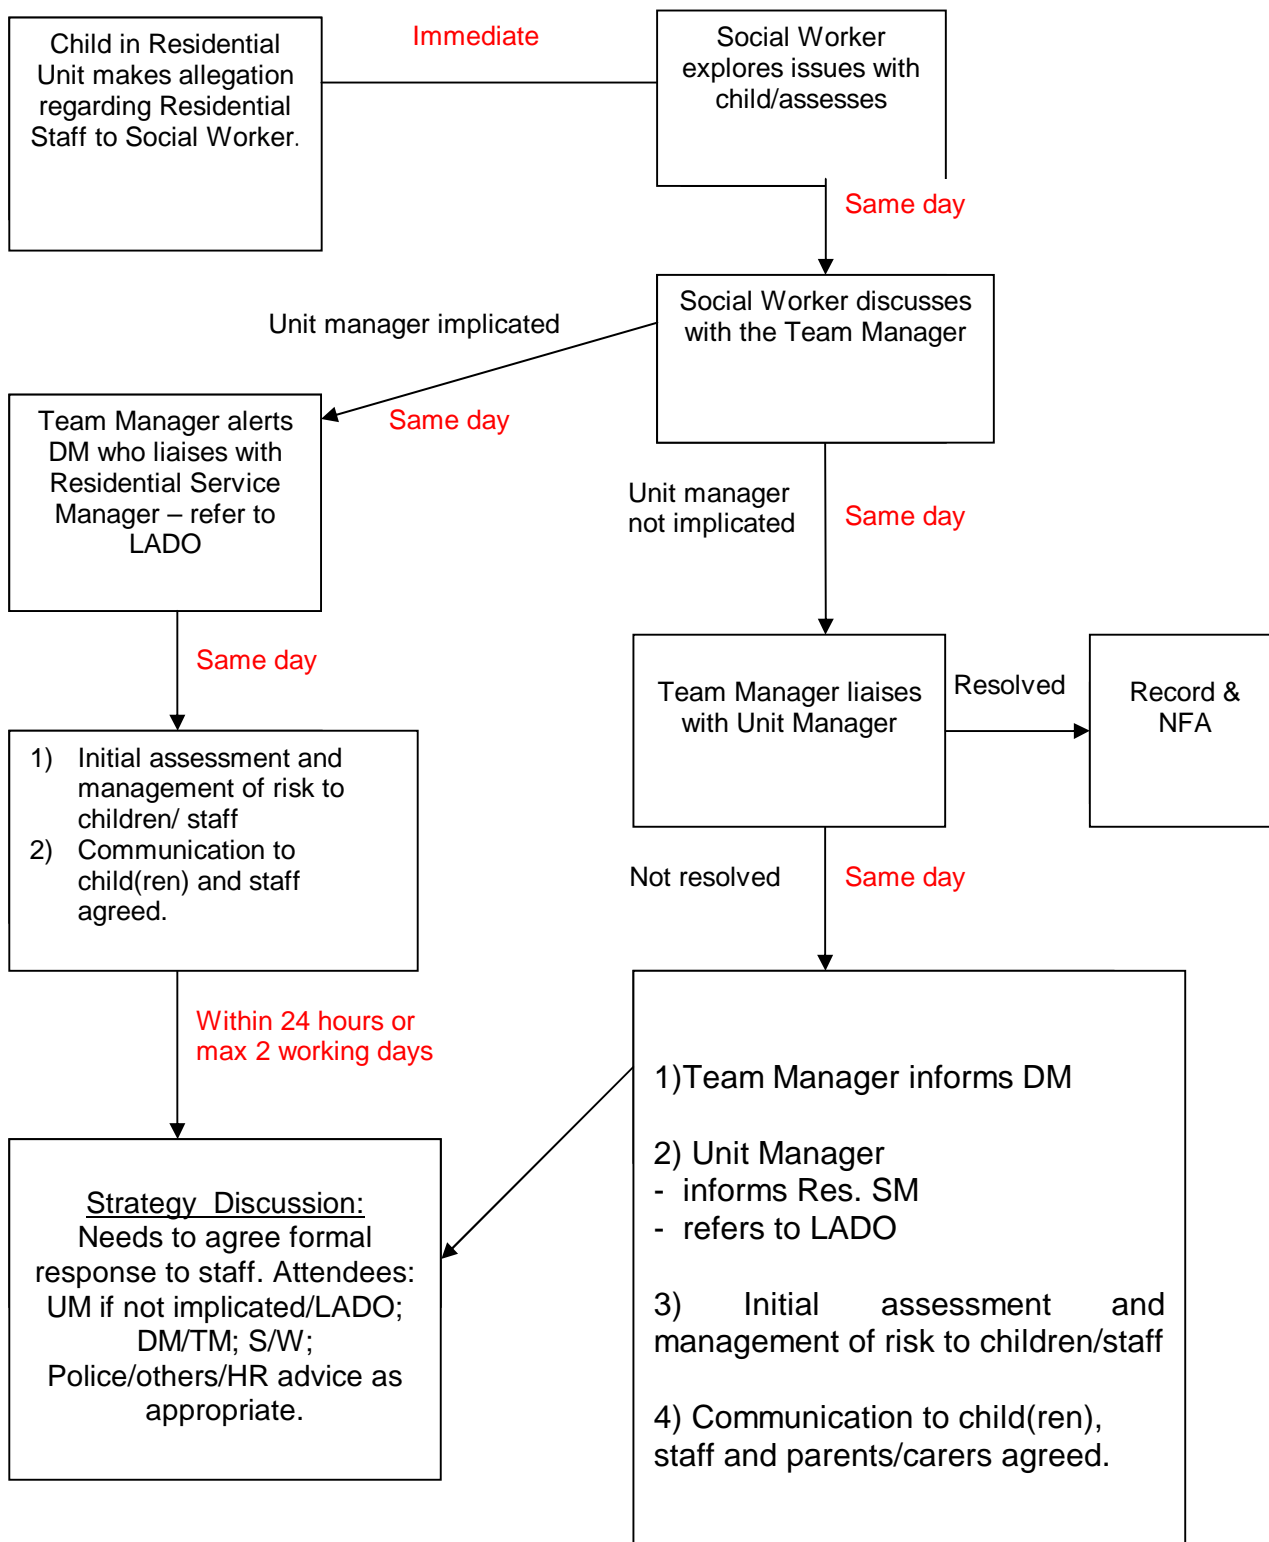 Child in Residential
Unit makes allegation
regarding Residential
Staff to Social Worker.
Immediate
Social Worker
explores issues with
child/assesses
Same day
Social Worker discusses
with the Team Manager
Unit manager implicated
Same day
Team Manager alerts
DM who liaises with
Residential Service
Manager – refer to
LADO
Unit manager
not implicated
Same day
Same day
Team Manager liaises
with Unit Manager
Resolved
Record &
NFA
1) Initial assessment and
management of risk to
children/ staff
2) Communication to
child(ren) and staff
agreed.
Not resolved
Same day
Within 24 hours or
max 2 working days
1)Team Manager informs DM
2) Unit Manager
- informs Res. SM
- refers to LADO
3) Initial assessment and
management of risk to children/staff
4) Communication to child(ren),
staff and parents/carers agreed.
Strategy Discussion:
Needs to agree formal
response to staff. Attendees:
UM if not implicated/LADO;
DM/TM; S/W;
Police/others/HR advice as
appropriate.